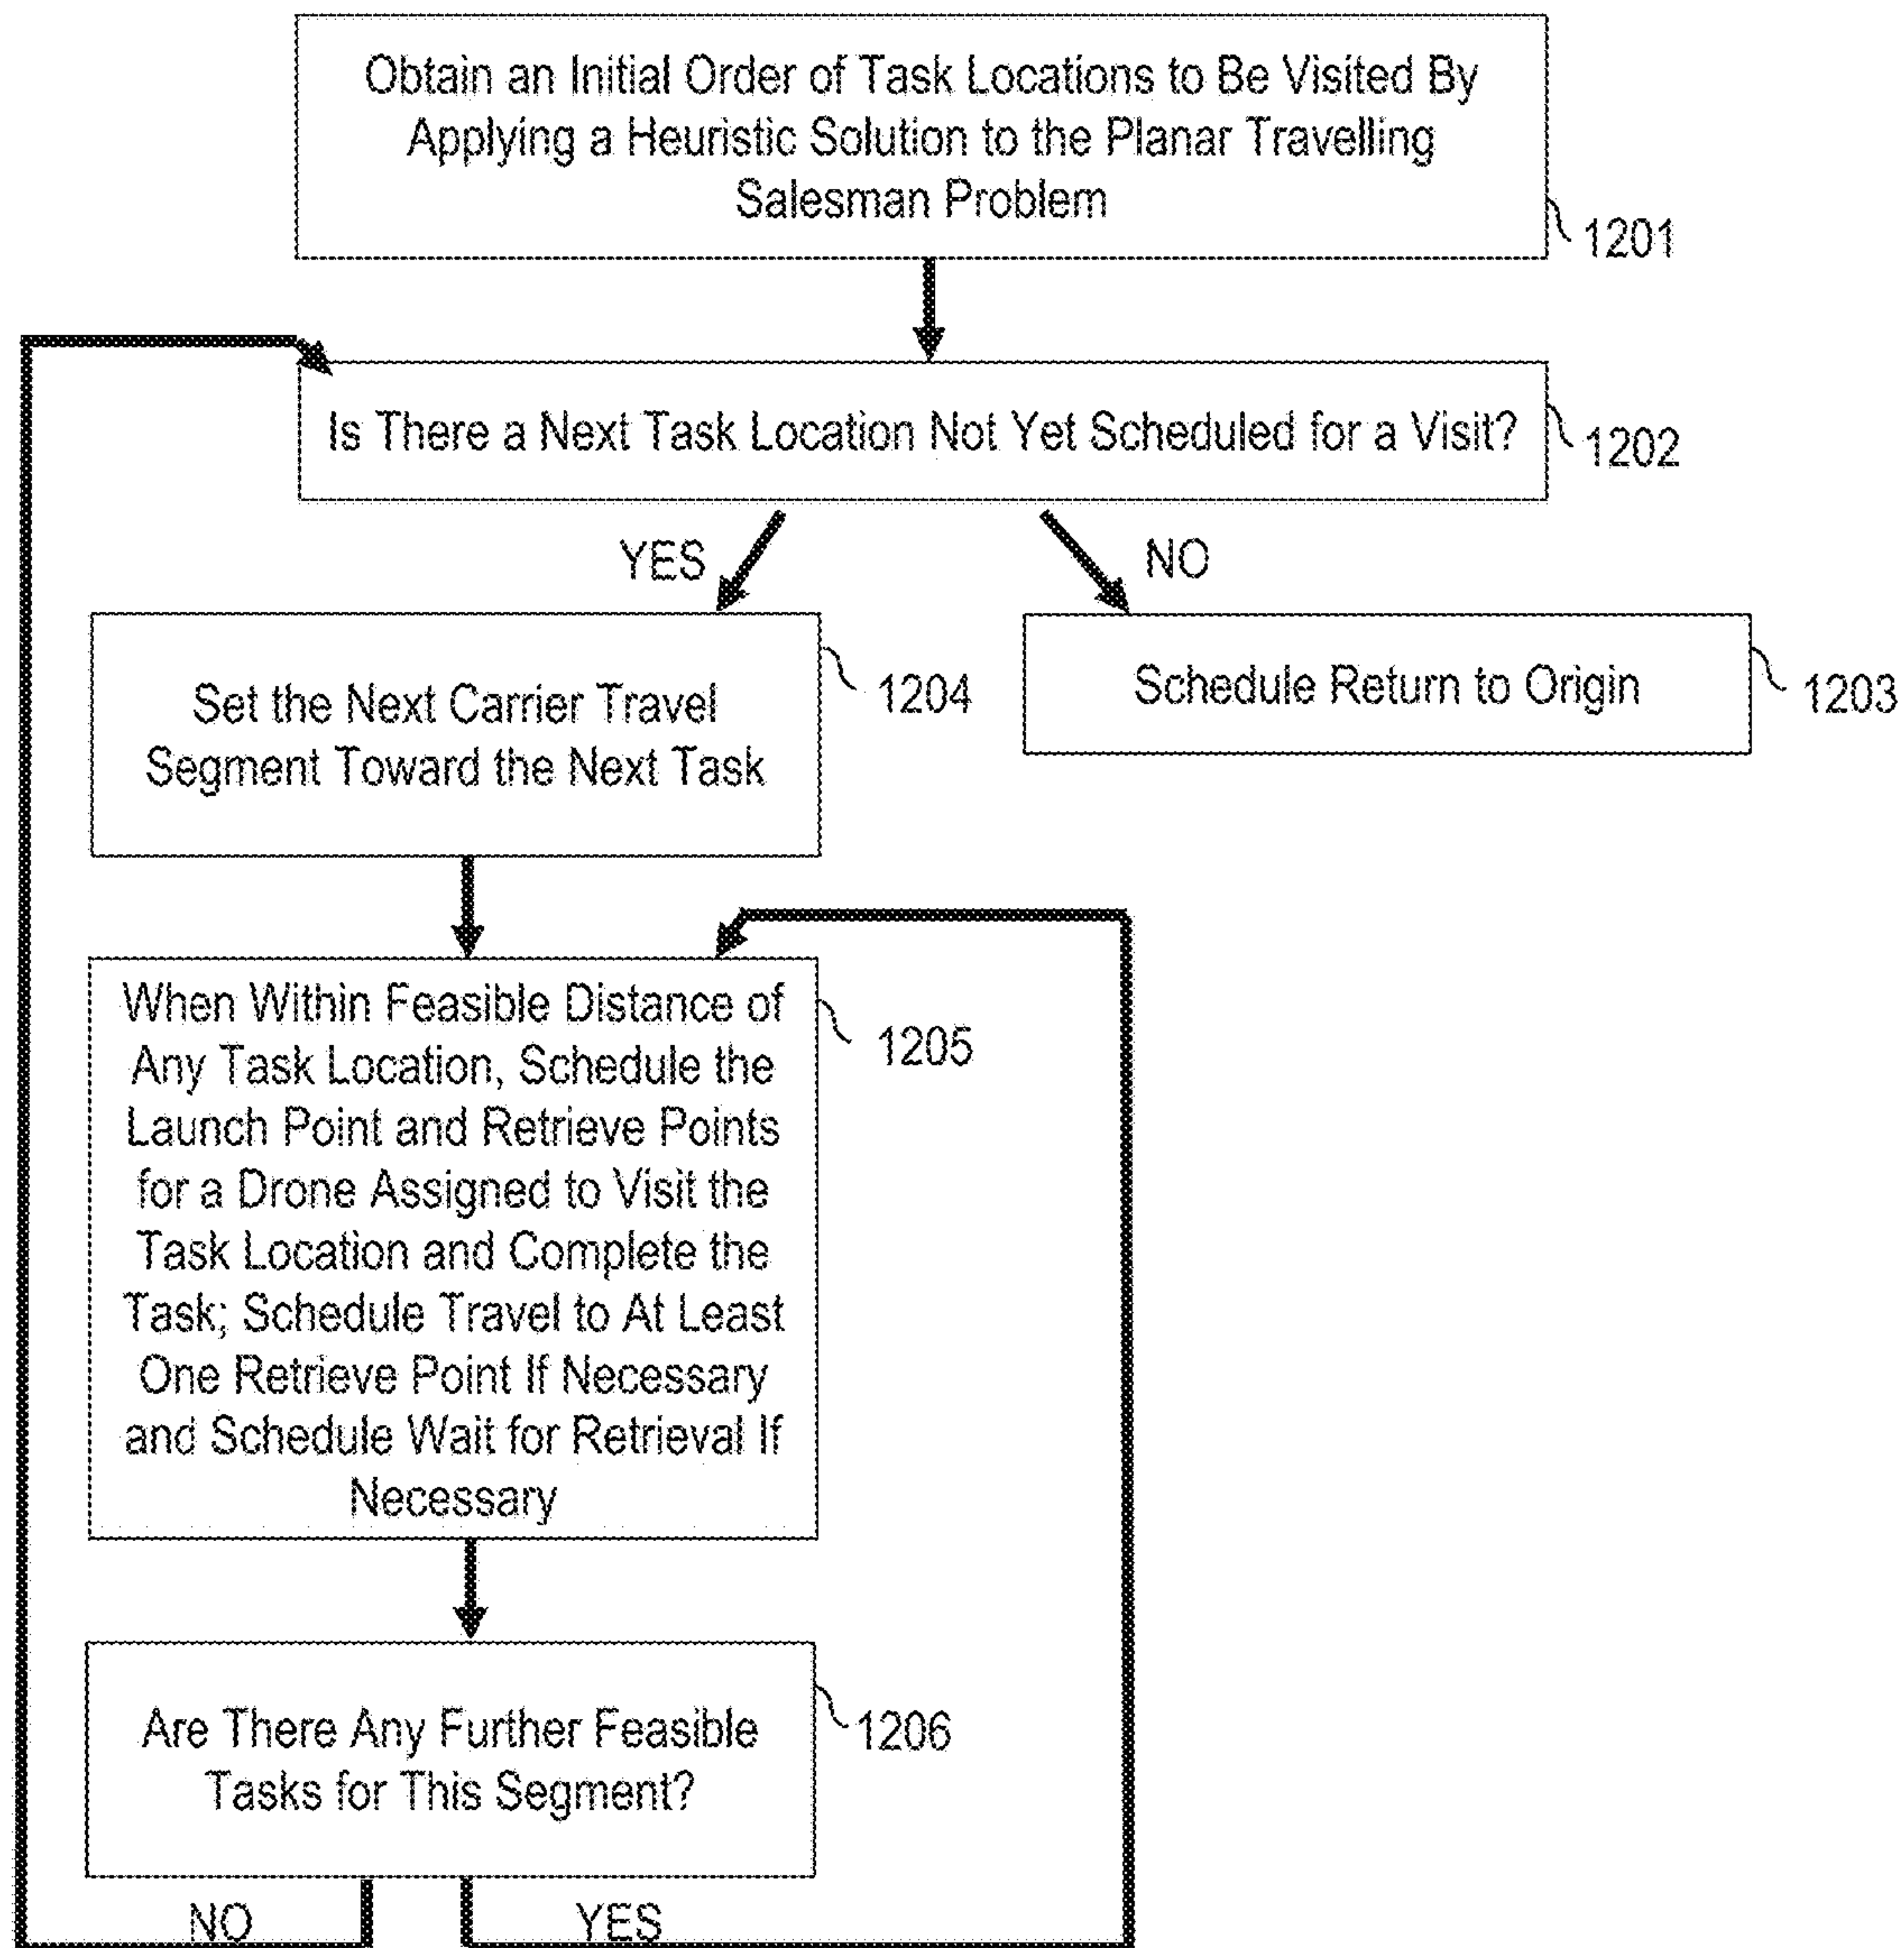 Obtain an Initial Order of Task Locations to Be Visited By
Applying a Heuristic Solution to the Planar Travelling
Salesman Problem
1201
Is There a Next Task Location Not Yet Scheduled for a Visit?
1202
YES
NO
Set the Next Carrier Travel
Segment Toward the Next Task
1204
Schedule Return to Origin
1203
When Within Feasible Distance of
Any Task Location, Schedule the
Launch Point and Retrieve Points
for a Drone Assigned to Visit the
Task Location and Complete the
Task; Schedule Travel to At Least
One Retrieve Point If Necessary
and Schedule Wait for Retrieval If
Necessary
1205
Are There Any Further Feasible
Tasks for This Segment?
1206
NO
YES